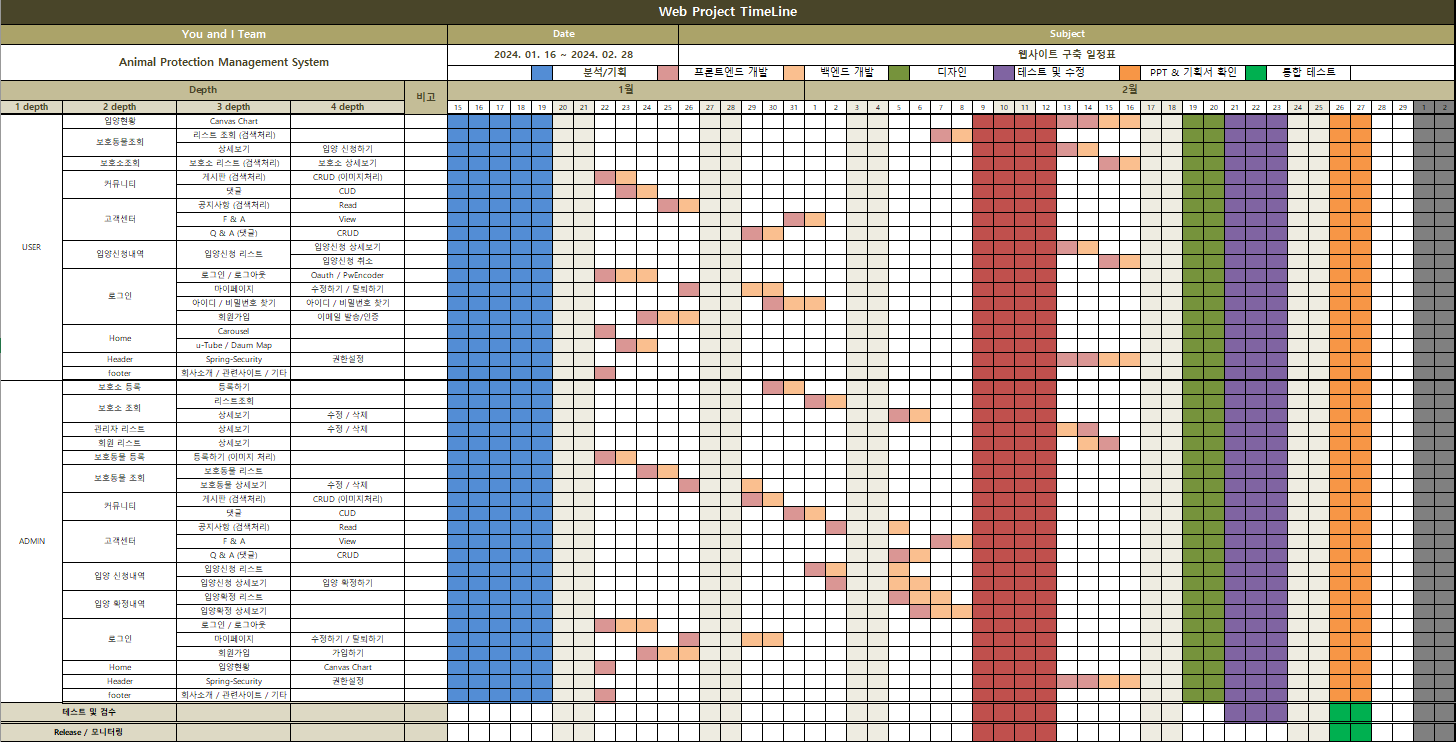 Web Project TimeLine
You and I Team Date Subject
Animal Protection Management System 2024. 01. 16 ~ 2024. 02. 28 웹사이트 구축 일정표
분석/기획 프론트엔드 개발 백엔드 개발 디자인 테스트 및 수정 PPT & 기획서 확인 통합 테스트
Depth 비고 1월 2월
1 depth 2 depth 3 depth 4 depth 15 16 17 18 19 20 21 22 23 24 25 26 27 28 29 30 31 1 2 3 4 5 6 7 8 9 10 11 12 13 14 15 16 17 18 19 20 21 22 23 24 25 26 27 28 29 1 2
USER
입양현황 Canvas Chart
보호동물조회 리스트 조회 (검색처리)
상세보기 입양 신청하기
보호소조회 보호소 리스트 (검색처리) 보호소 상세보기
커뮤니티 게시판 (검색처리) CRUD (이미지처리)
댓글 CUD
고객센터 공지사항 (검색처리) Read
F & A View
Q & A (댓글) CRUD
입양신청내역 입양신청 리스트 입양신청 상세보기
입양신청 취소
로그인 로그인 / 로그아웃 Oauth / PwEncoder
마이페이지 수정하기 / 탈퇴하기
아이디 / 비밀번호 찾기 아이디 / 비밀번호 찾기
회원가입 이메일 발송/인증
Home Carousel
u-Tube / Daum Map
Header Spring-Security 권한설정
footer 회사소개 / 관련사이트 / 기타
ADMIN
보호소 등록 등록하기
보호소 조회 리스트조회
상세보기 수정 / 삭제
관리자 리스트 상세보기 수정 / 삭제
회원 리스트 상세보기
보호동물 등록 등록하기 (이미지 처리)
보호동물 조회 보호동물 리스트
보호동물 상세보기 수정 / 삭제
커뮤니티 게시판 (검색처리) CRUD (이미지처리)
댓글 CUD
고객센터 공지사항 (검색처리) Read
F & A View
Q & A (댓글) CRUD
입양 신청내역 입양신청 리스트
입양신청 상세보기 입양 확정하기
입양 확정내역 입양확정 리스트
입양확정 상세보기
로그인 로그인 / 로그아웃
마이페이지 수정하기 / 탈퇴하기
회원가입 가입하기
Home 입양현황 Canvas Chart
Header Spring-Security 권한설정
footer 회사소개 / 관련사이트 / 기타
테스트 및 검수
Release / 모니터링